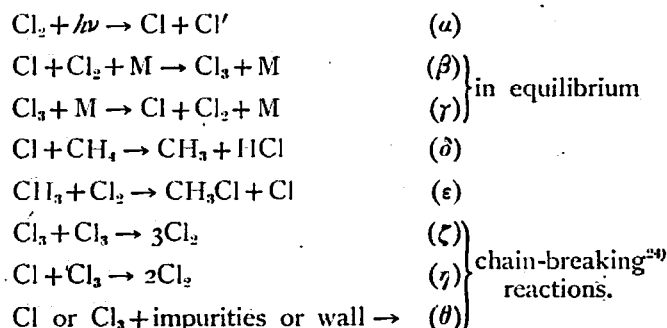 Cl₂+hν → Cl+Cl′ (α)
Cl+Cl₂+M → Cl₃+M (β)
Cl₃+M → Cl+Cl₂+M (γ)
in equilibrium
Cl+CH₄ → CH₃+HCl (δ)
CH₃+Cl₂ → CH₃Cl+Cl (ε)
Cl₃+Cl₃ → 3Cl₂ (ζ)
Cl+Cl₃ → 2Cl₂ (η)
chain-breaking²⁴⁾
reactions.
Cl or Cl₃+impurities or wall → (θ)